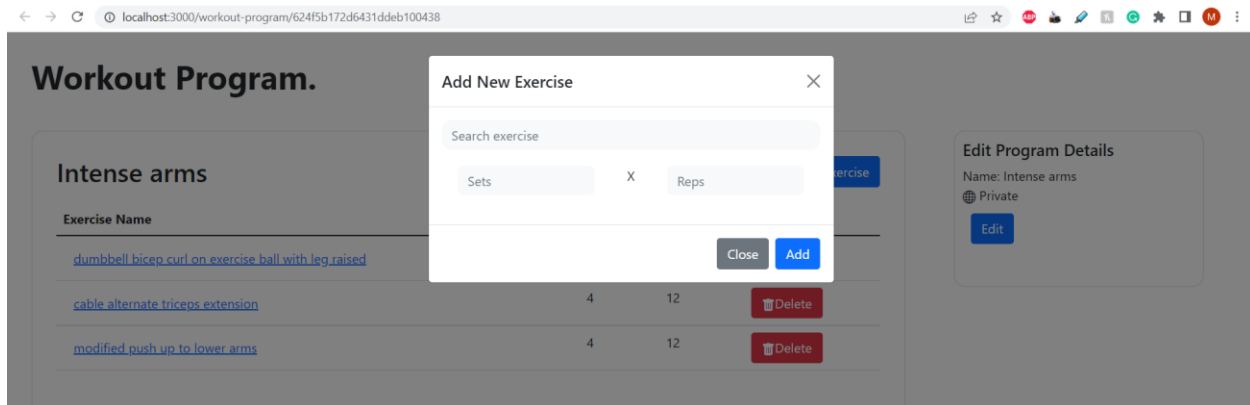 localhost:3000/workout-program/624f5b172d6431ddeb100438
ABP
M
Workout Program.
Add New Exercise
Search exercise
Sets X Reps
Close Add
Intense arms
Exercise Name
dumbbell bicep curl on exercise ball with leg raised
cable alternate triceps extension 4 12 Delete
modified push up to lower arms 4 12 Delete
Edit Program Details
Name: Intense arms
Private
Edit